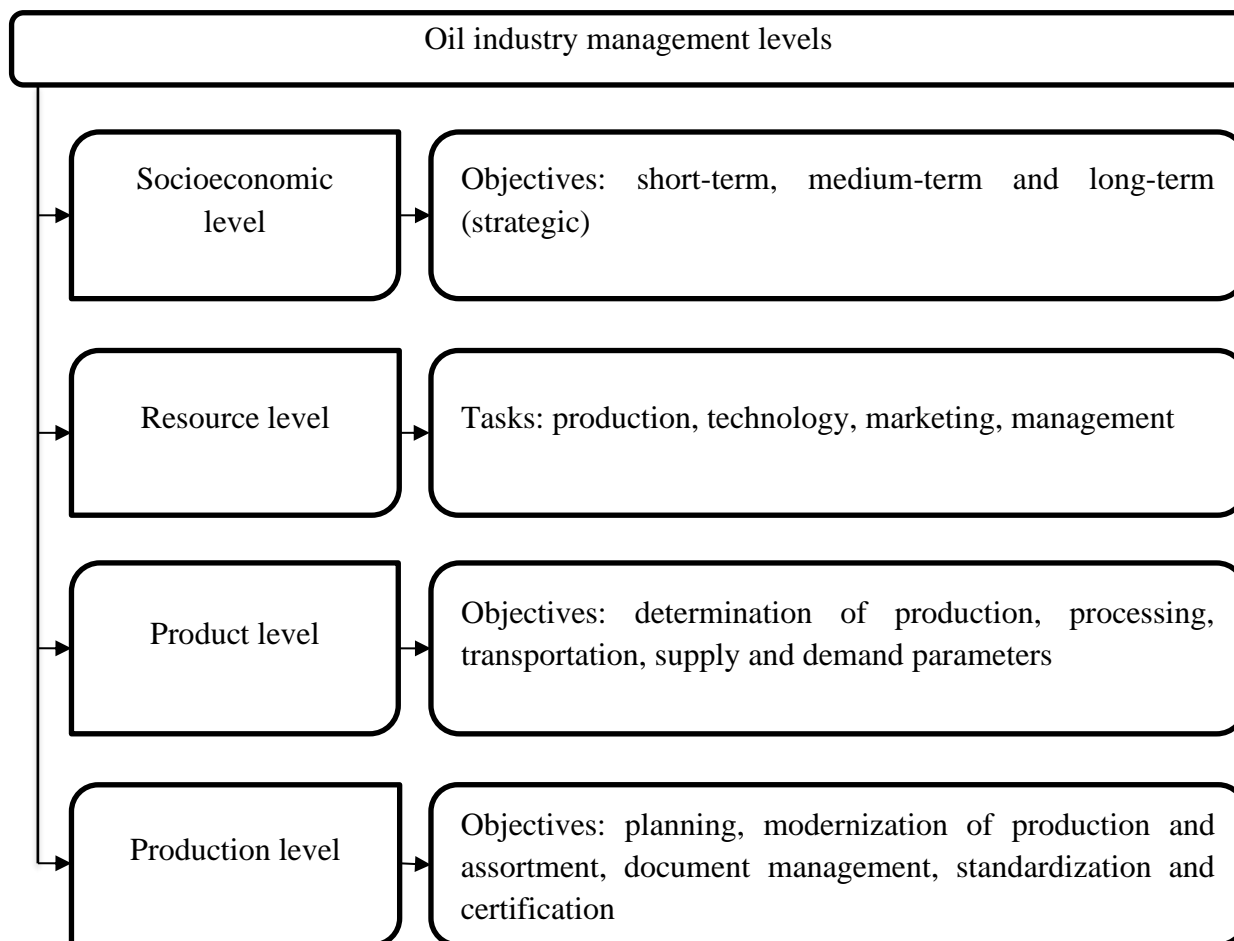 Oil industry management levels
Socioeconomic
level
Objectives: short-term, medium-term and long-term
(strategic)
Resource level
Tasks: production, technology, marketing, management
Product level
Objectives: determination of production, processing,
transportation, supply and demand parameters
Production level
Objectives: planning, modernization of production and
assortment, document management, standardization and
certification